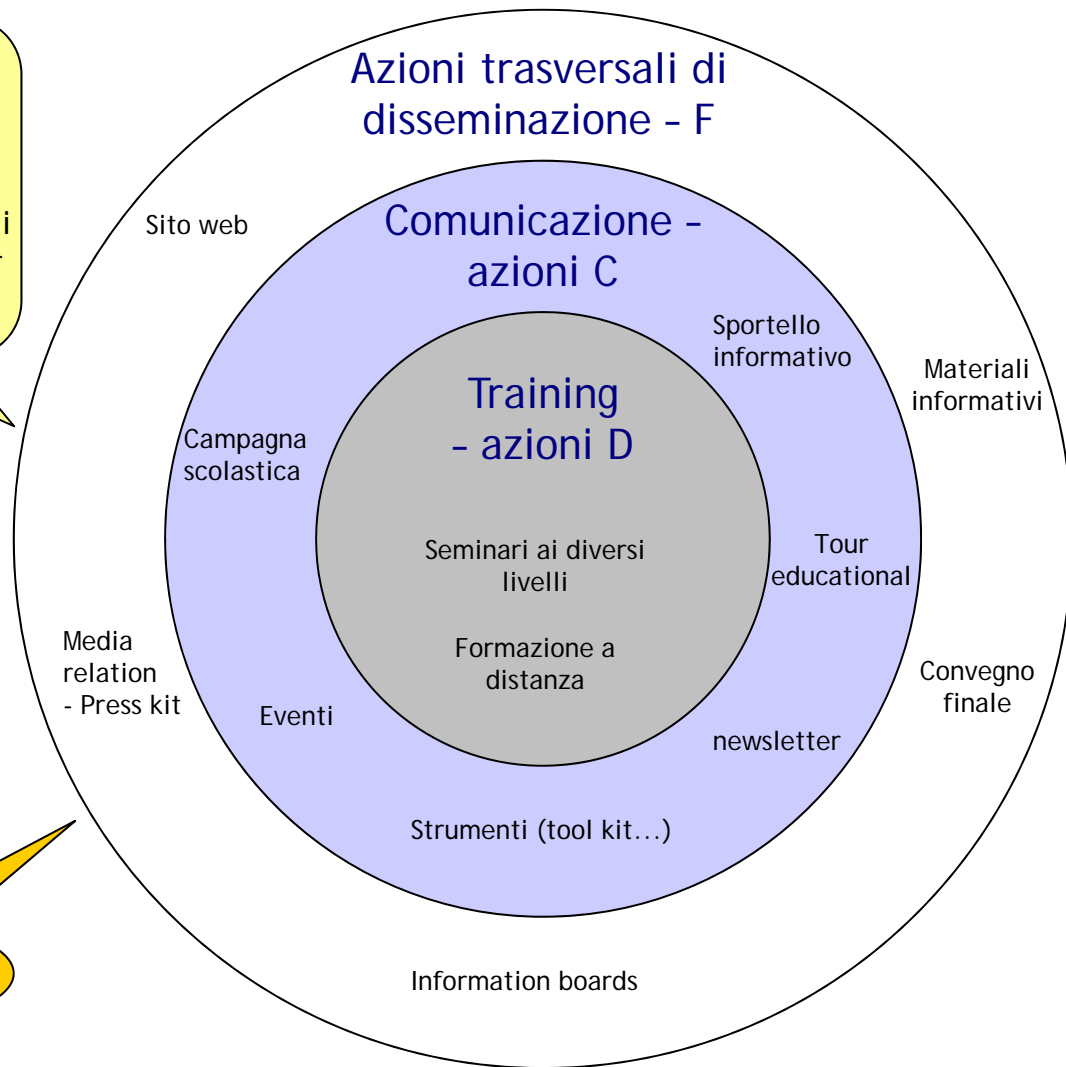 Azioni trasversali di
disseminazione – F
Sito web
Comunicazione –
azioni C
Sportello
informativo
Materiali
informativi
Training
– azioni D
Campagna
scolastica
Seminari ai diversi
livelli
Tour
educational
Formazione a
distanza
Media
relation
- Press kit
Convegno
finale
Eventi
newsletter
Strumenti (tool kit...)
Information boards